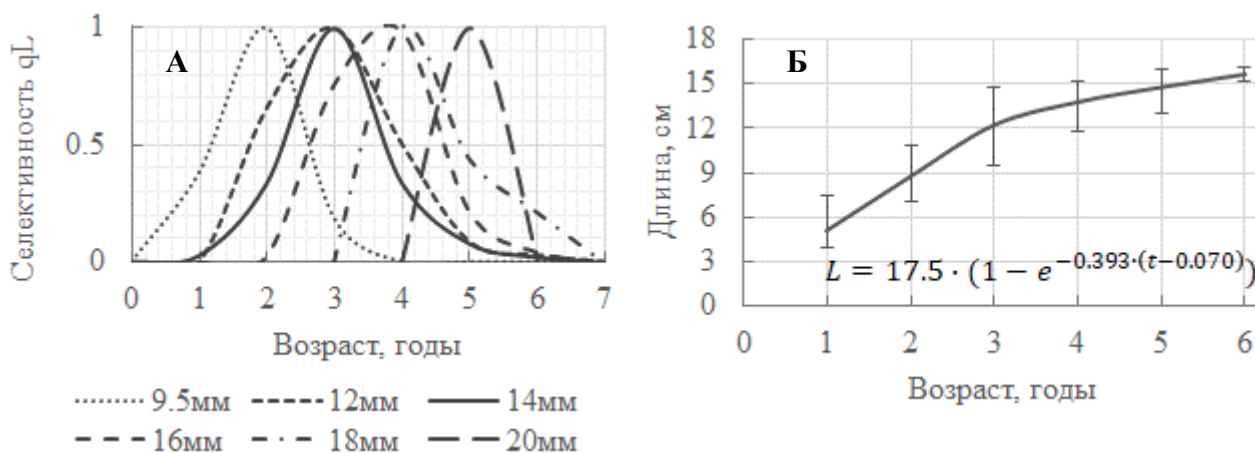 А
Селективность qL
1
0.5
0
0 1 2 3 4 5 6 7
Возраст, годы
9.5мм 12мм 14мм
16мм 18мм 20мм
Б
Длина, см
18
15
12
9
6
3
0
L = 17.5 · (1 − e^{−0.393·(t−0.070)})
0 1 2 3 4 5 6
Возраст, годы